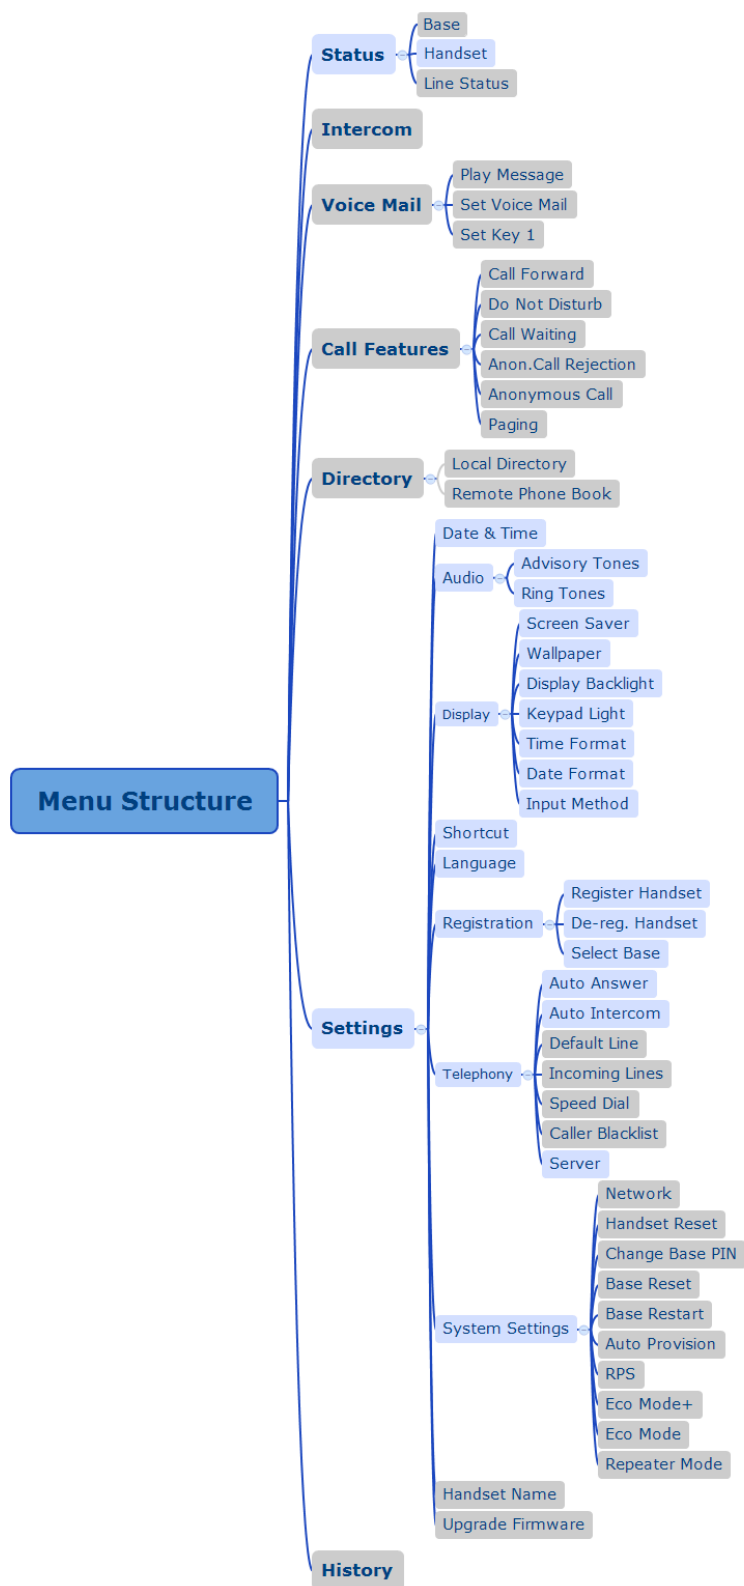 Menu Structure
Status
Base
Handset
Line Status
Intercom
Voice Mail
Play Message
Set Voice Mail
Set Key 1
Call Features
Call Forward
Do Not Disturb
Call Waiting
Anon.Call Rejection
Anonymous Call
Paging
Directory
Local Directory
Remote Phone Book
Settings
Date & Time
Audio
Advisory Tones
Ring Tones
Display
Screen Saver
Wallpaper
Display Backlight
Keypad Light
Time Format
Date Format
Input Method
Shortcut
Language
Registration
Register Handset
De-reg. Handset
Select Base
Telephony
Auto Answer
Auto Intercom
Default Line
Incoming Lines
Speed Dial
Caller Blacklist
Server
System Settings
Network
Handset Reset
Change Base PIN
Base Reset
Base Restart
Auto Provision
RPS
Eco Mode+
Eco Mode
Repeater Mode
Handset Name
Upgrade Firmware
History